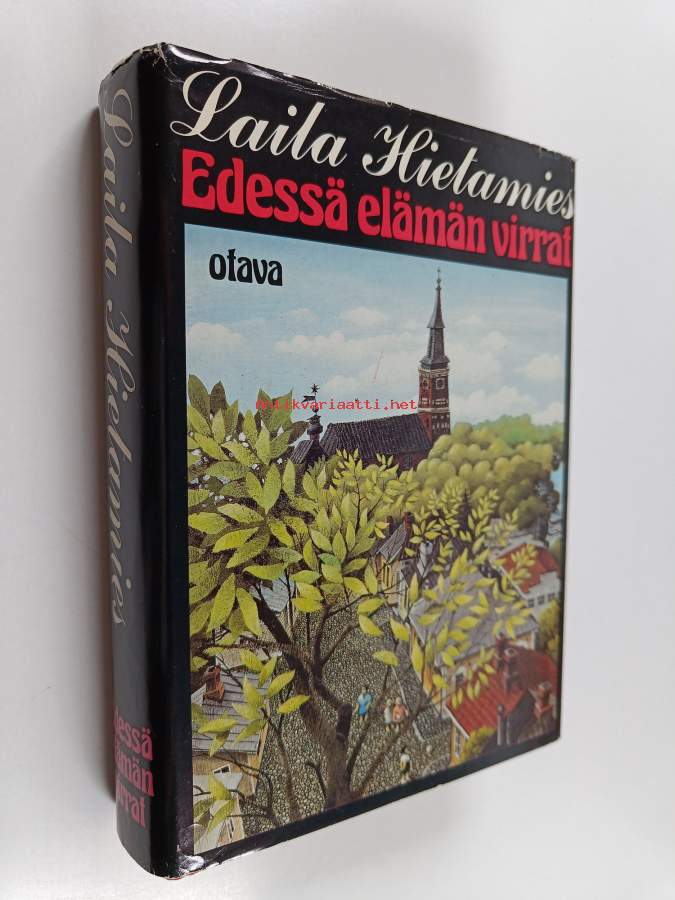 Laila Hietamies
Edessä elämän virrat
otava
antikvariaatti.net
Laila Hietamies
Edessä
elämän
virrat